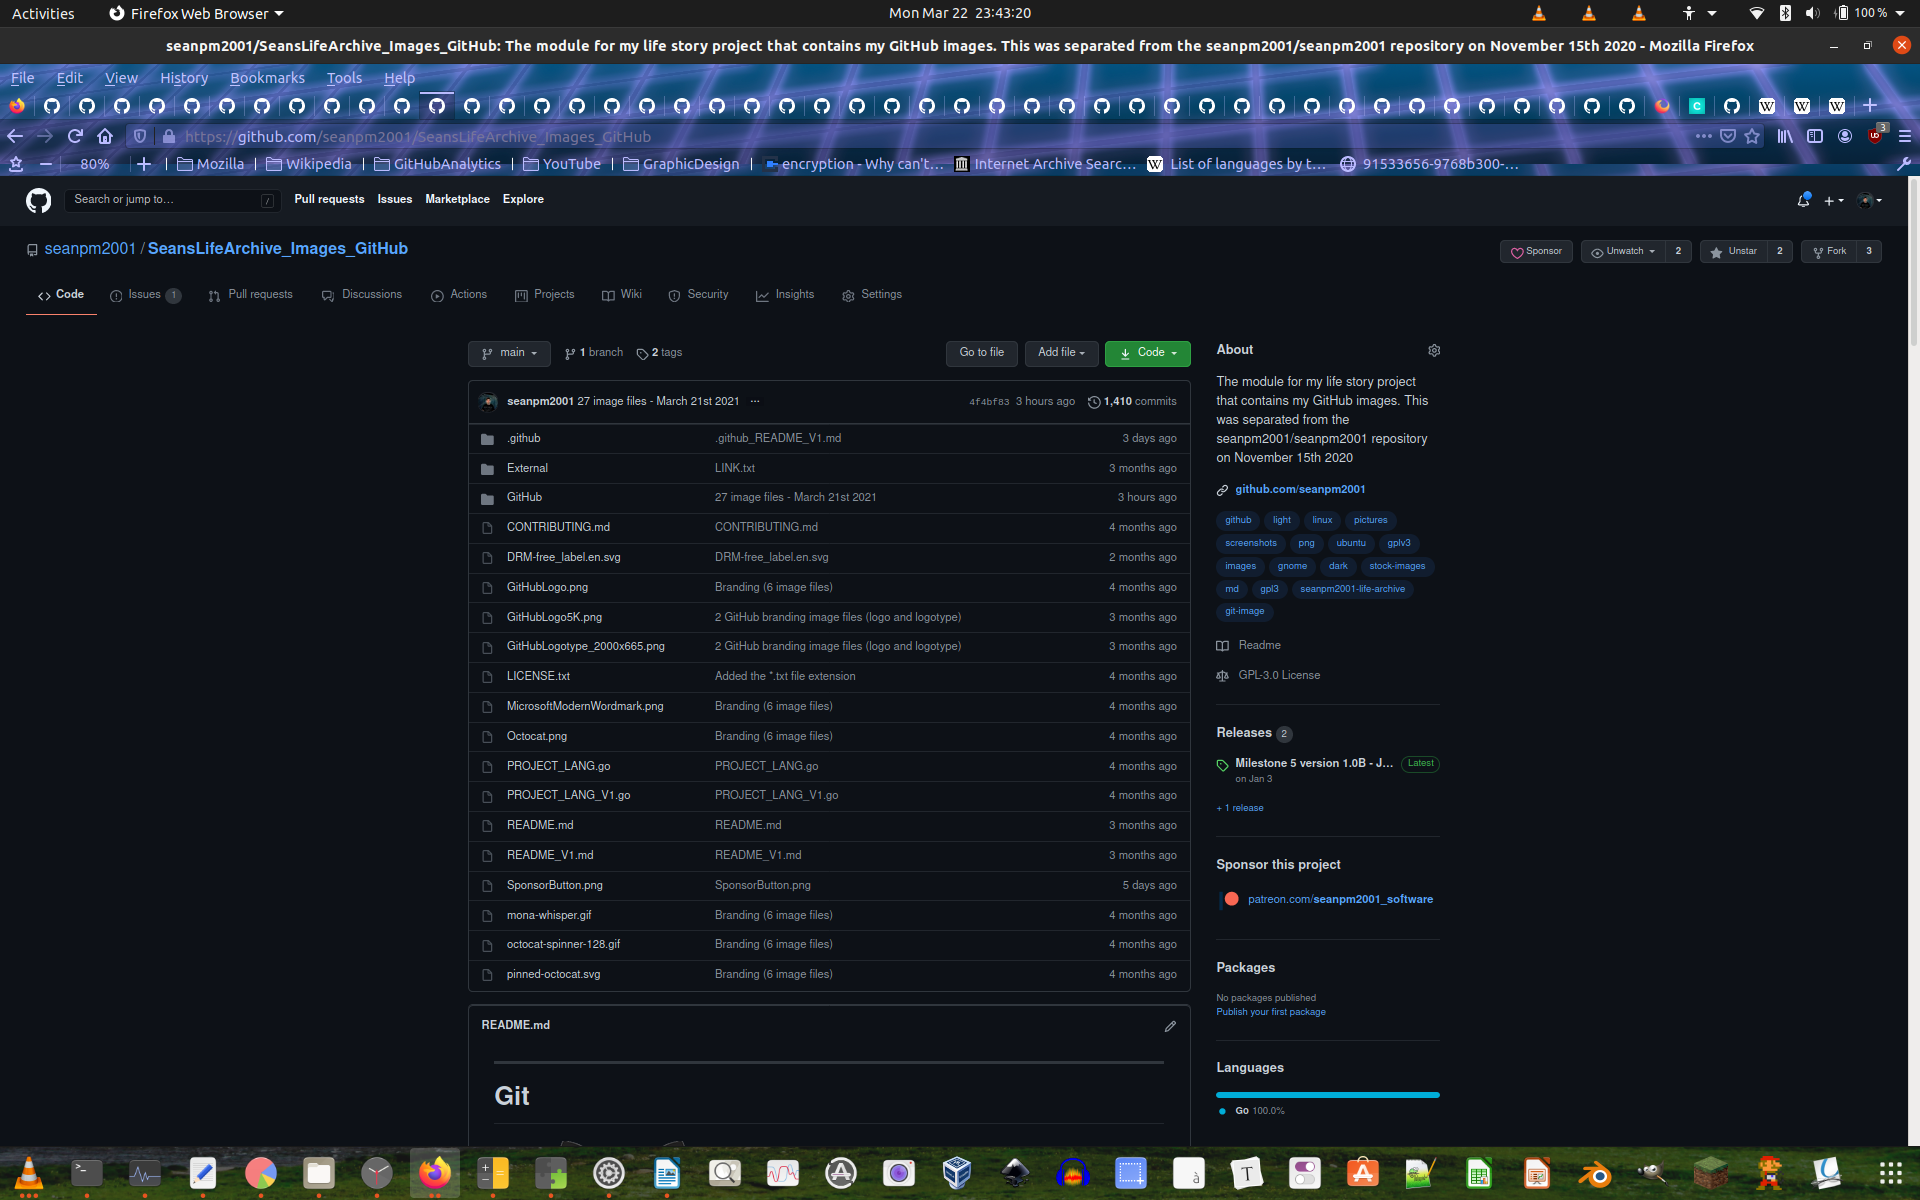 Activities
Firefox Web Browser
Mon Mar 22 23:43:20
100 %
seanpm2001/SeansLifeArchive_Images_GitHub: The module for my life story project that contains my GitHub images. This was separated from the seanpm2001/seanpm2001 repository on November 15th 2020 - Mozilla Firefox
File Edit View History Bookmarks Tools Help
https://github.com/seanpm2001/SeansLifeArchive_Images_GitHub
3
80%
Mozilla
Wikipedia
GitHubAnalytics
YouTube
GraphicDesign
encryption - Why can't…
Internet Archive Searc…
List of languages by t…
91533656-9768b300-…
Search or jump to…
/
Pull requests Issues Marketplace Explore
seanpm2001 / SeansLifeArchive_Images_GitHub
Sponsor
Unwatch 2
Unstar 2
Fork 3
Code
Issues 1
Pull requests
Discussions
Actions
Projects
Wiki
Security
Insights
Settings
main
1 branch
2 tags
Go to file
Add file
Code
seanpm2001 27 image files - March 21st 2021 ...
4f4bf83 3 hours ago
1,410 commits
.github .github_README_V1.md 3 days ago
External LINK.txt 3 months ago
GitHub 27 image files - March 21st 2021 3 hours ago
CONTRIBUTING.md CONTRIBUTING.md 4 months ago
DRM-free_label.en.svg DRM-free_label.en.svg 2 months ago
GitHubLogo.png Branding (6 image files) 4 months ago
GitHubLogo5K.png 2 GitHub branding image files (logo and logotype) 3 months ago
GitHubLogotype_2000x665.png 2 GitHub branding image files (logo and logotype) 3 months ago
LICENSE.txt Added the *.txt file extension 4 months ago
MicrosoftModernWordmark.png Branding (6 image files) 4 months ago
Octocat.png Branding (6 image files) 4 months ago
PROJECT_LANG.go PROJECT_LANG.go 4 months ago
PROJECT_LANG_V1.go PROJECT_LANG_V1.go 4 months ago
README.md README.md 3 months ago
README_V1.md README_V1.md 3 months ago
SponsorButton.png SponsorButton.png 5 days ago
mona-whisper.gif Branding (6 image files) 4 months ago
octocat-spinner-128.gif Branding (6 image files) 4 months ago
pinned-octocat.svg Branding (6 image files) 4 months ago
README.md
Git
About
The module for my life story project
that contains my GitHub images. This
was separated from the
seanpm2001/seanpm2001 repository
on November 15th 2020
github.com/seanpm2001
github light linux pictures
screenshots png ubuntu gplv3
images gnome dark stock-images
md gpl3 seanpm2001-life-archive
git-image
Readme
GPL-3.0 License
Releases 2
Milestone 5 version 1.0B - J... Latest
on Jan 3
+ 1 release
Sponsor this project
patreon.com/seanpm2001_software
Packages
No packages published
Publish your first package
Languages
Go 100.0%